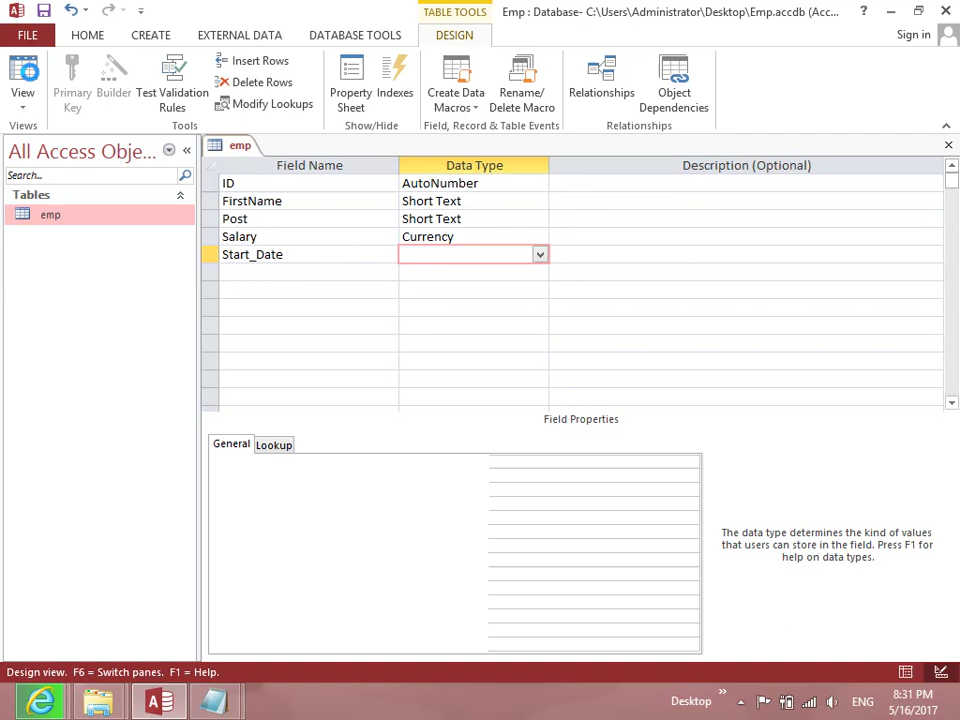 TABLE TOOLS
Emp : Database- C:\Users\Administrator\Desktop\Emp.accdb (Acc...
?
FILE
HOME
CREATE
EXTERNAL DATA
DATABASE TOOLS
DESIGN
Sign in
View
Primary Key
Builder
Test Validation Rules
Insert Rows
Delete Rows
Modify Lookups
Property Sheet
Indexes
Create Data Macros
Rename/ Delete Macro
Relationships
Object Dependencies
Views
Tools
Show/Hide
Field, Record & Table Events
Relationships
All Access Obje...
Search...
Tables
emp
emp
Field Name
Data Type
Description (Optional)
ID
AutoNumber
FirstName
Short Text
Post
Short Text
Salary
Currency
Start_Date
Field Properties
General
Lookup
The data type determines the kind of values
that users can store in the field. Press F1 for
help on data types.
Design view.  F6 = Switch panes.  F1 = Help.
Desktop
ENG
8:31 PM
5/16/2017